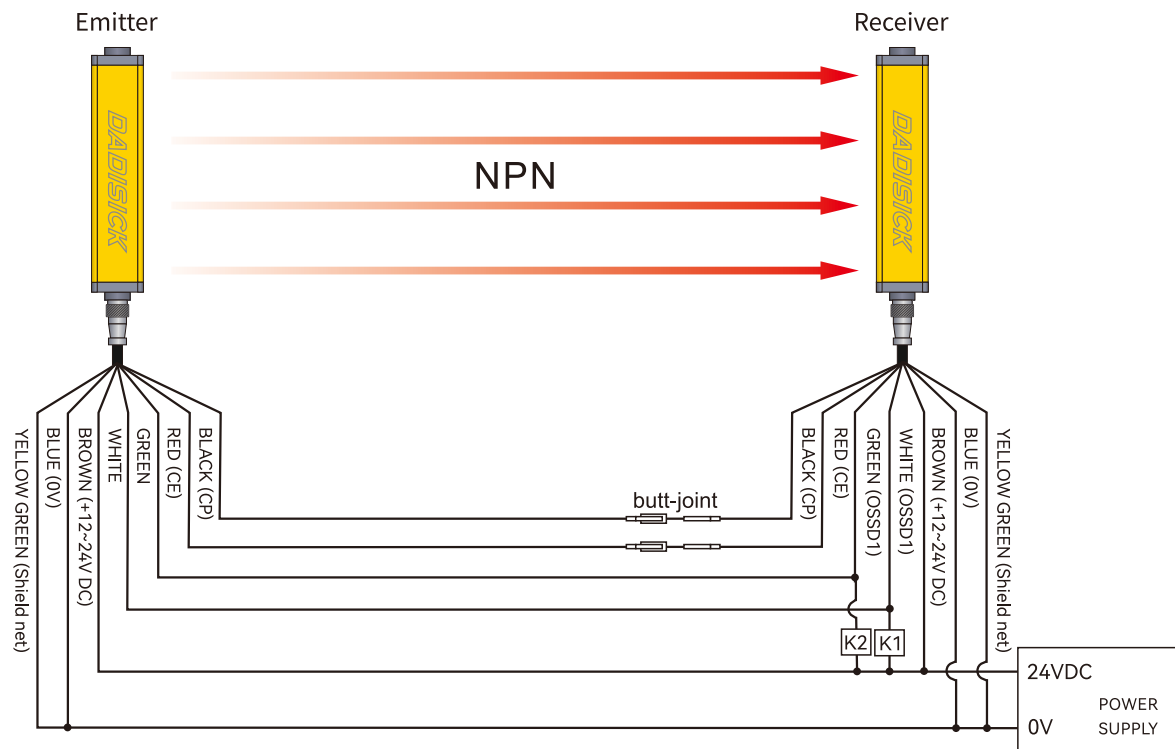 Emitter
Receiver
DADISICK
DADISICK
NPN
YELLOW GREEN (Shield net)
BLUE (0V)
BROWN (+12~24V DC)
WHITE
GREEN
RED (CE)
BLACK (CP)
butt-joint
BLACK (CP)
RED (CE)
GREEN (OSSD1)
WHITE (OSSD1)
BROWN (+12~24V DC)
BLUE (0V)
YELLOW GREEN (Shield net)
K2
K1
24VDC
POWER
SUPPLY
0V